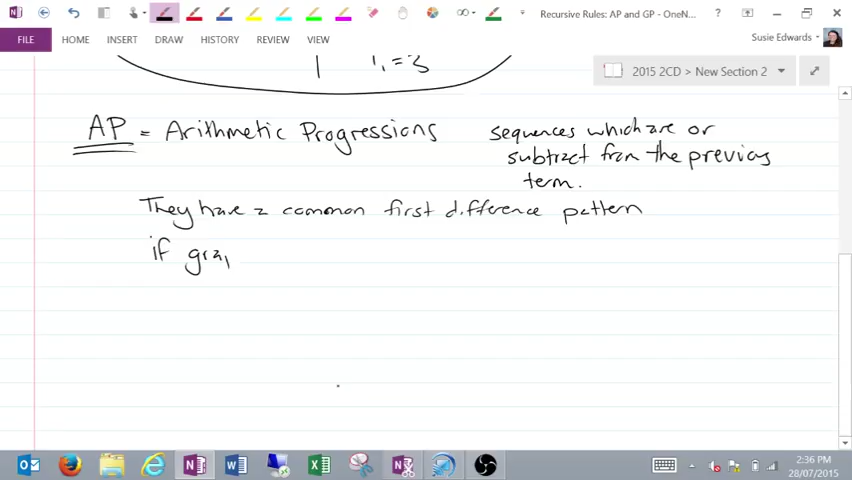 Recursive Rules: AP and GP - OneN...
Susie Edwards
FILE HOME INSERT DRAW HISTORY REVIEW VIEW
2015 2CD > New Section 2
T₁ = 3
AP = Arithmetic Progressions
sequences which are or
subtract from the previous
term.
They have a common first difference pattern
if gra
2:36 PM
28/07/2015